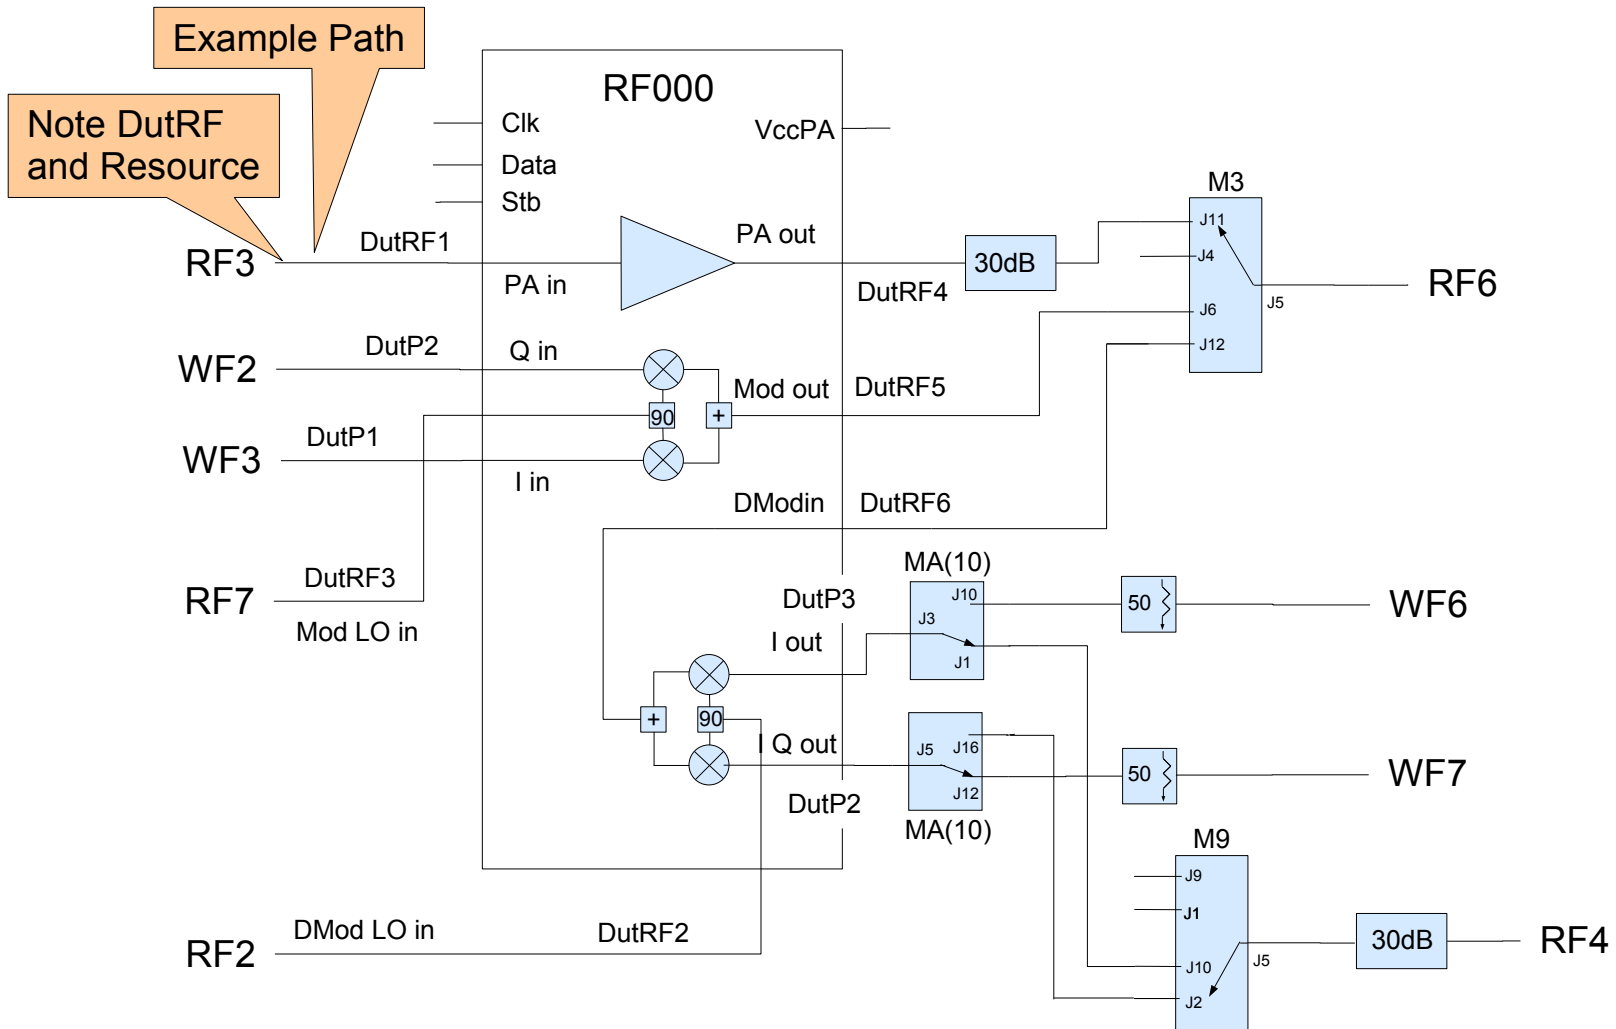 Example Path
Note DutRF
and Resource
RF000
Clk
Data
Stb
VccPA
M3
RF3
DutRF1
PA in
PA out
DutRF4
30dB
J11
J4
J6
J12
J5
RF6
WF2
DutP2
Q in
90
+
Mod out
DutRF5
WF3
DutP1
I in
DModin
DutRF6
RF7
DutRF3
Mod LO in
DutP3
I out
MA(10)
J10
J3
J1
50
WF6
+
90
I Q out
DutP2
J5
J16
J12
MA(10)
50
WF7
M9
J9
J1
J10
J2
J5
30dB
RF4
RF2
DMod LO in
DutRF2